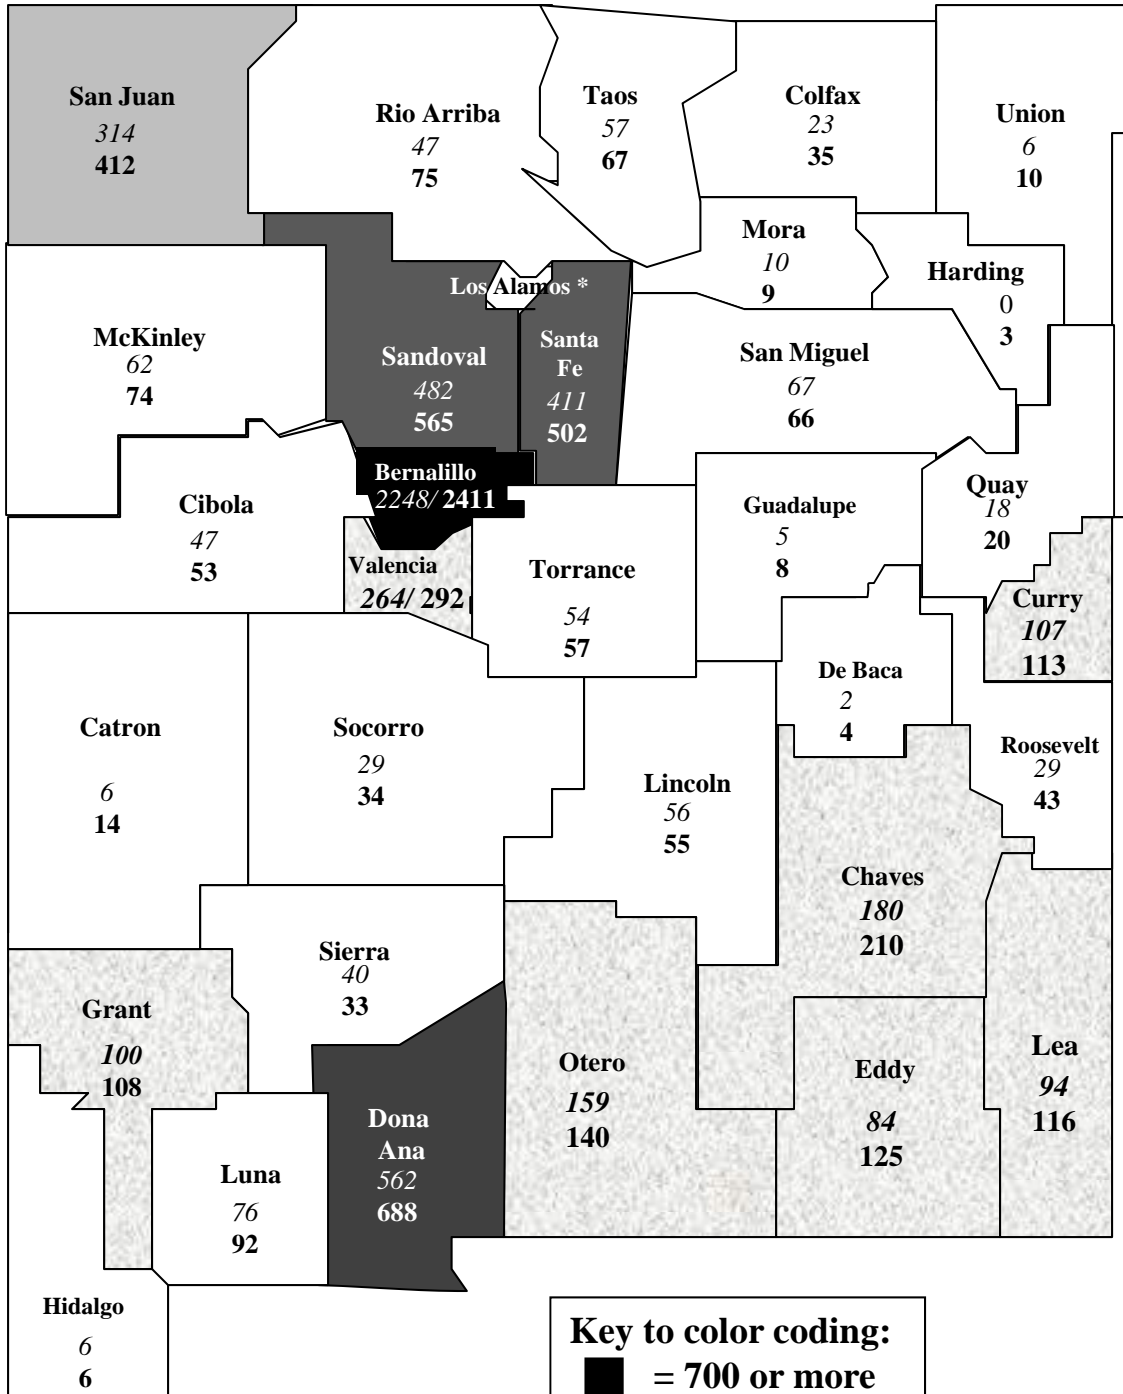 San Juan
314
412
Rio Arriba
47
75
Taos
57
67
Colfax
23
35
Union
6
10
Mora
10
9
Harding
0
3
Los Alamos *
McKinley
62
74
Sandoval
482
565
Santa
Fe
411
502
San Miguel
67
66
Bernalillo
2248/ 2411
Cibola
47
53
Guadalupe
5
8
Quay
18
20
Valencia
264/ 292
Torrance
54
57
Curry
107
113
De Baca
2
4
Catron
6
14
Socorro
29
34
Lincoln
56
55
Roosevelt
29
43
Chaves
180
210
Sierra
40
33
Grant
100
108
Otero
159
140
Eddy
84
125
Lea
94
116
Dona
Ana
562
688
Luna
76
92
Hidalgo
6
6
Key to color coding:
= 700 or more